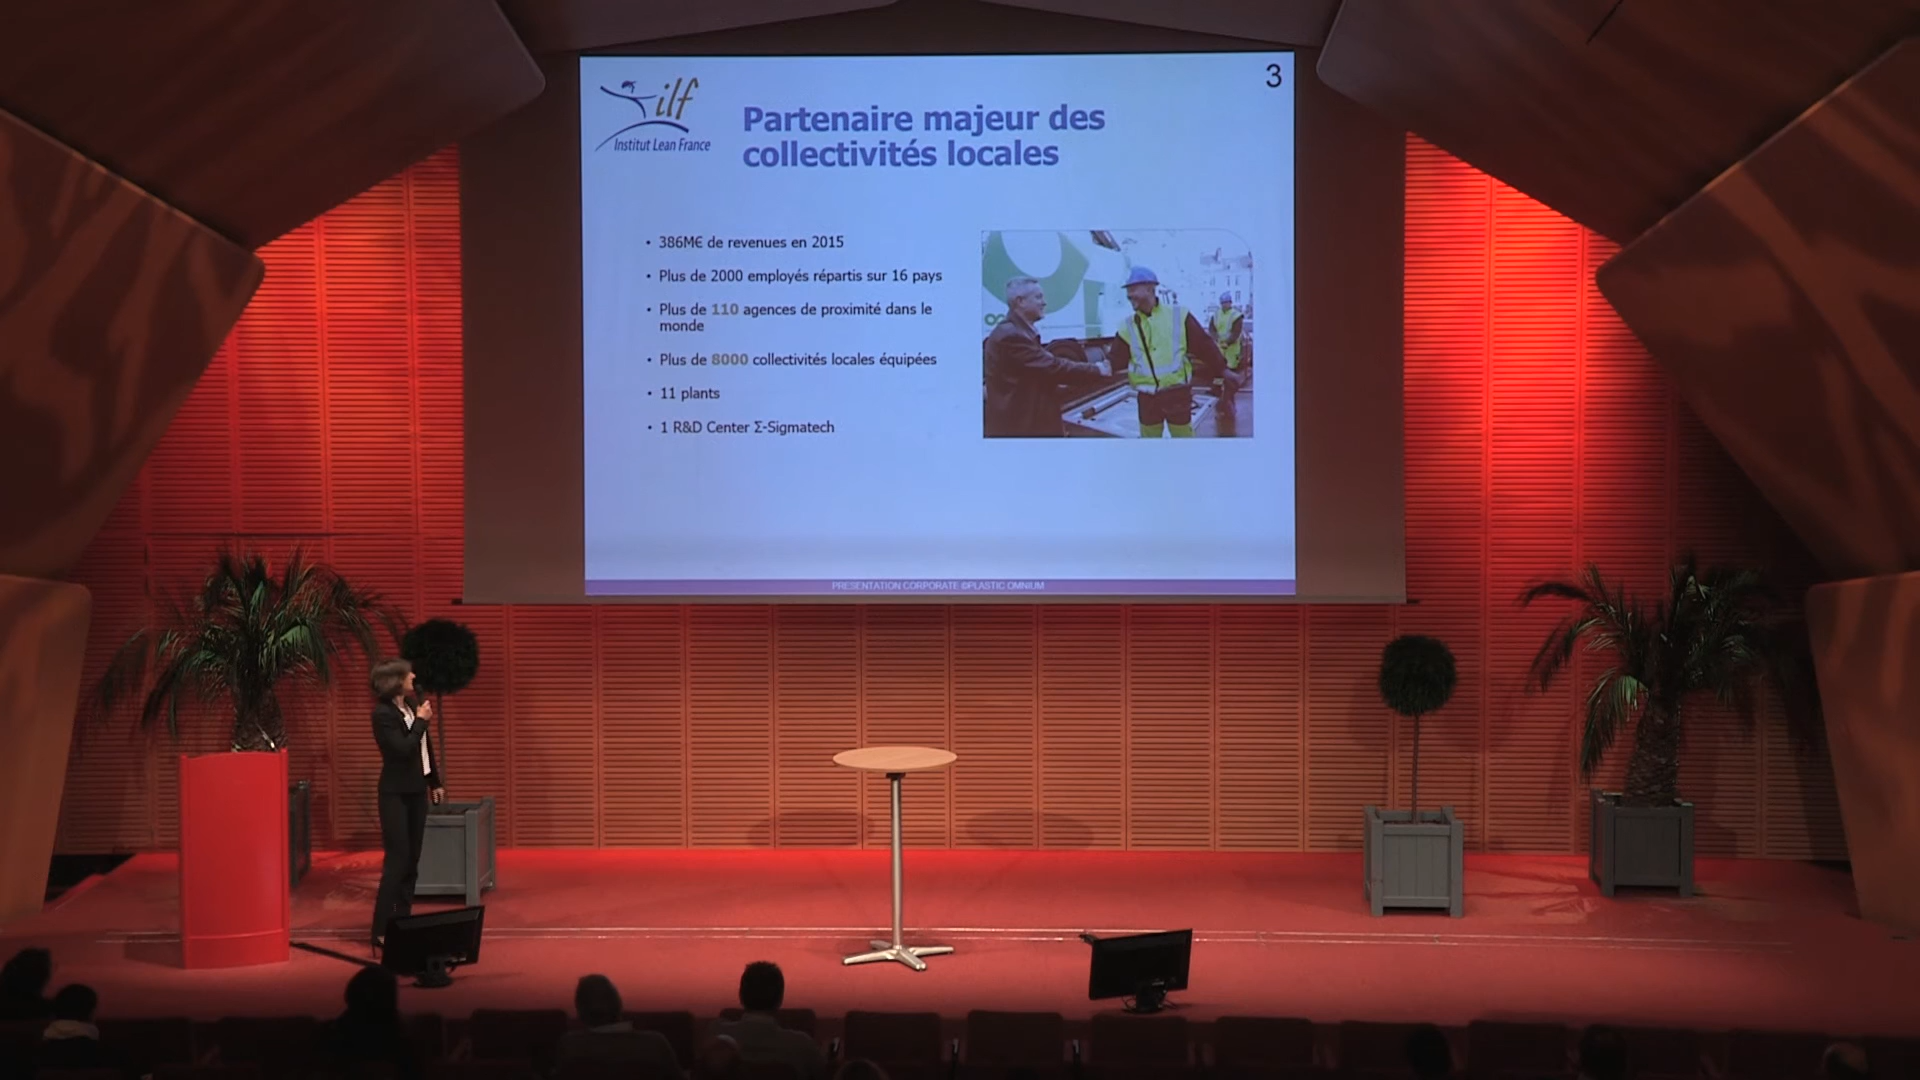 3
ilf
Institut Lean France
Partenaire majeur des
collectivités locales
• 386M€ de revenues en 2015
• Plus de 2000 employés répartis sur 16 pays
• Plus de 110 agences de proximité dans le
monde
• Plus de 8000 collectivités locales équipées
• 11 plants
• 1 R&D Center Σ-Sigmatech
PRESENTATION CORPORATE ©PLASTIC OMNIUM